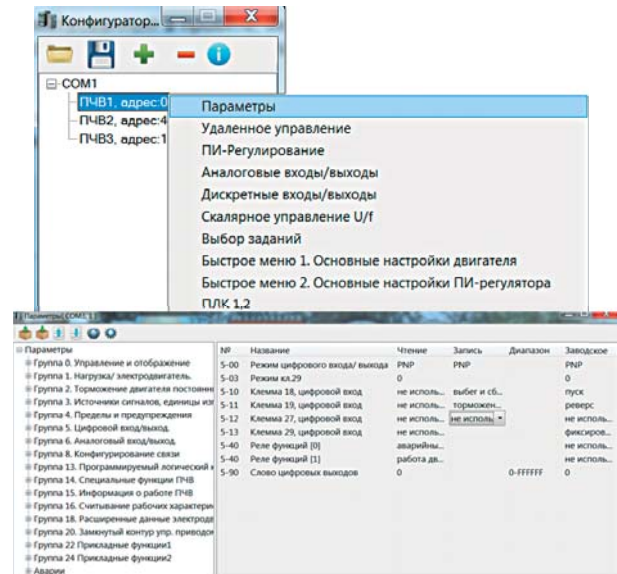 Конфигуратор...
COM1
ПЧВ1, адрес:0
ПЧВ2, адрес:4
ПЧВ3, адрес:1
Параметры
Удаленное управление
ПИ-Регулирование
Аналоговые входы/выходы
Дискретные входы/выходы
Скалярное управление U/f
Выбор заданий
Быстрое меню 1. Основные настройки двигателя
Быстрое меню 2. Основные настройки ПИ-регулятора
ПЛК 1,2
Параметры
Группа 0. Управление и отображение
Группа 1. Нагрузка/ электродвигатель.
Группа 2. Торможение двигателя постоянн
Группа 3. Источники сигналов, единицы из
Группа 4. Пределы и предупреждения
Группа 5. Цифровой вход/выход.
Группа 6. Аналоговый вход/выход.
Группа 8. Конфигурирование связи
Группа 13. Программируемый логический к
Группа 14. Специальные функции ПЧВ
Группа 15. Информация о работе ПЧВ
Группа 16. Считывание рабочих характери
Группа 18. Расширенные данные электродв
Группа 20. Замкнутый контур упр. приводо
Группа 22 Прикладные функции1
Группа 24 Прикладные функции2
Аварии
№ Название Чтение Запись Диапазон Заводское
5-00 Режим цифрового входа/ выхода PNP PNP PNP
5-03 Режим кл.29 0 0
5-10 Клемма 18, цифровой вход не исполь... выбег и сб... пуск
5-11 Клемма 19, цифровой вход не исполь... торможен... реверс
5-12 Клемма 27, цифровой вход не исполь... не исполь не исполь...
5-13 Клемма 29, цифровой вход не исполь... фиксиров...
5-40 Реле функций [0] аварийны... не исполь...
5-40 Реле функций [1] работа дв... не исполь...
5-90 Слово цифровых выходов 0 0-FFFFFF 0